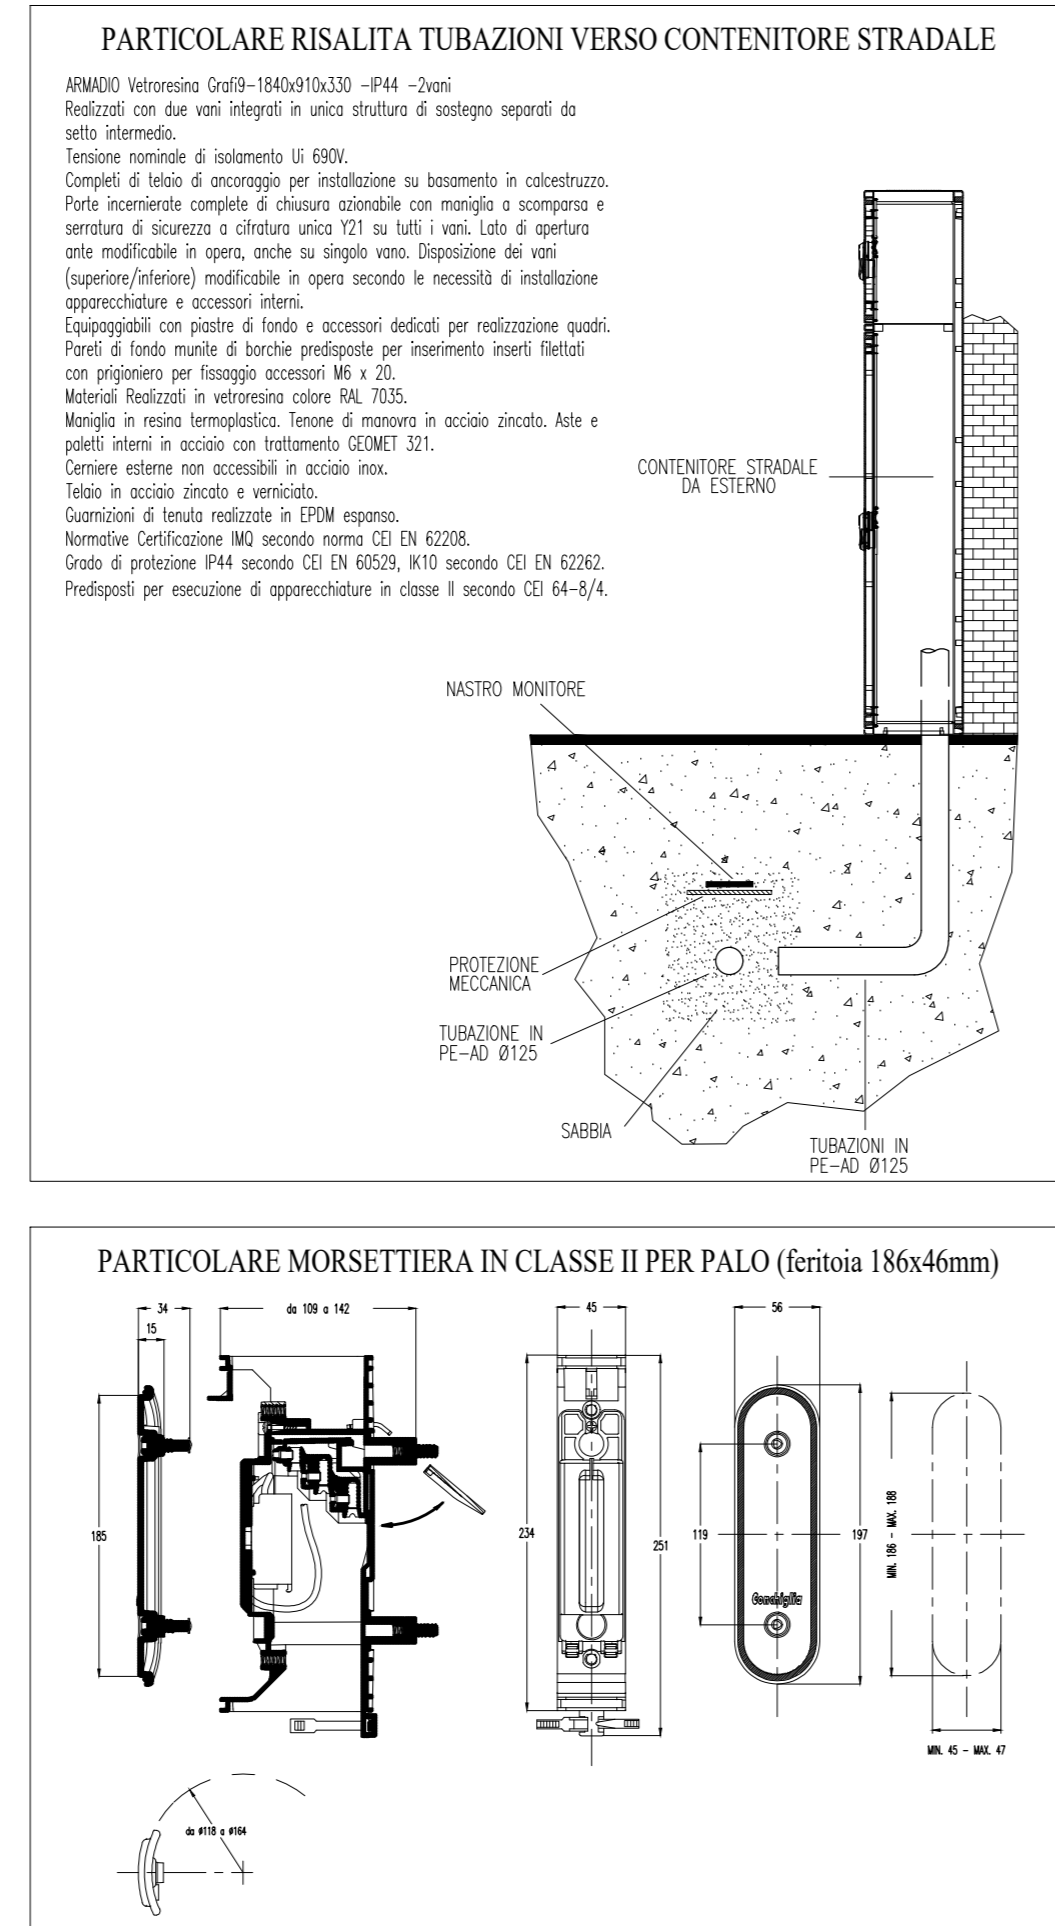 PARTICOLARE RISALITA TUBAZIONI VERSO CONTENITORE STRADALE
ARMADIO Vetroresina Grafi9-1840x910x330 -IP44 -2vani
Realizzati con due vani integrati in unica struttura di sostegno separati da
setto intermedio.
Tensione nominale di isolamento Ui 690V.
Completi di telaio di ancoraggio per installazione su basamento in calcestruzzo.
Porte incernierate complete di chiusura azionabile con maniglia a scomparsa e
serratura di sicurezza a cifratura unica Y21 su tutti i vani. Lato di apertura
ante modificabile in opera, anche su singolo vano. Disposizione dei vani
(superiore/inferiore) modificabile in opera secondo le necessità di installazione
apparecchiature e accessori interni.
Equipaggiabili con piastre di fondo e accessori dedicati per realizzazione quadri.
Pareti di fondo munite di borchie predisposte per inserimento inserti filettati
con prigioniero per fissaggio accessori M6 x 20.
Materiali Realizzati in vetroresina colore RAL 7035.
Maniglia in resina termoplastica. Tenone di manovra in acciaio zincato. Aste e
paletti interni in acciaio con trattamento GEOMET 321.
Cerniere esterne non accessibili in acciaio inox.
Telaio in acciaio zincato e verniciato.
Guarnizioni di tenuta realizzate in EPDM espanso.
Normative Certificazione IMQ secondo norma CEI EN 62208.
Grado di protezione IP44 secondo CEI EN 60529, IK10 secondo CEI EN 62262.
Predisposti per esecuzione di apparecchiature in classe II secondo CEI 64-8/4.
CONTENITORE STRADALE
DA ESTERNO
NASTRO MONITORE
PROTEZIONE
MECCANICA
TUBAZIONE IN
PE-AD Ø125
SABBIA
TUBAZIONI IN
PE-AD Ø125
PARTICOLARE MORSETTIERA IN CLASSE II PER PALO (feritoia 186x46mm)
34
15
da 109 a 142
45
56
185
234
251
119
197
MIN. 186 - MAX. 188
Conchiglia
MIN. 45 - MAX. 47
da ø118 a ø164